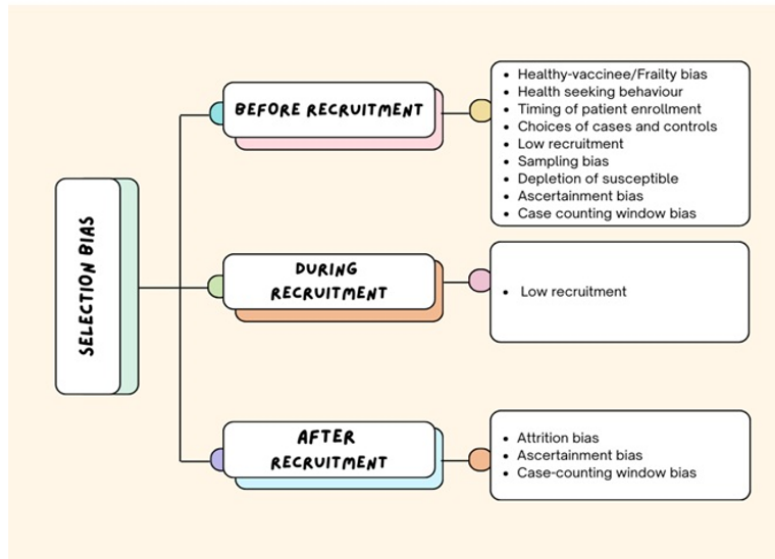 SELECTION BIAS
BEFORE RECRUITMENT
• Healthy-vaccinee/Frailty bias
• Health seeking behaviour
• Timing of patient enrollment
• Choices of cases and controls
• Low recruitment
• Sampling bias
• Depletion of susceptible
• Ascertainment bias
• Case counting window bias
DURING
RECRUITMENT
• Low recruitment
AFTER
RECRUITMENT
• Attrition bias
• Ascertainment bias
• Case-counting window bias